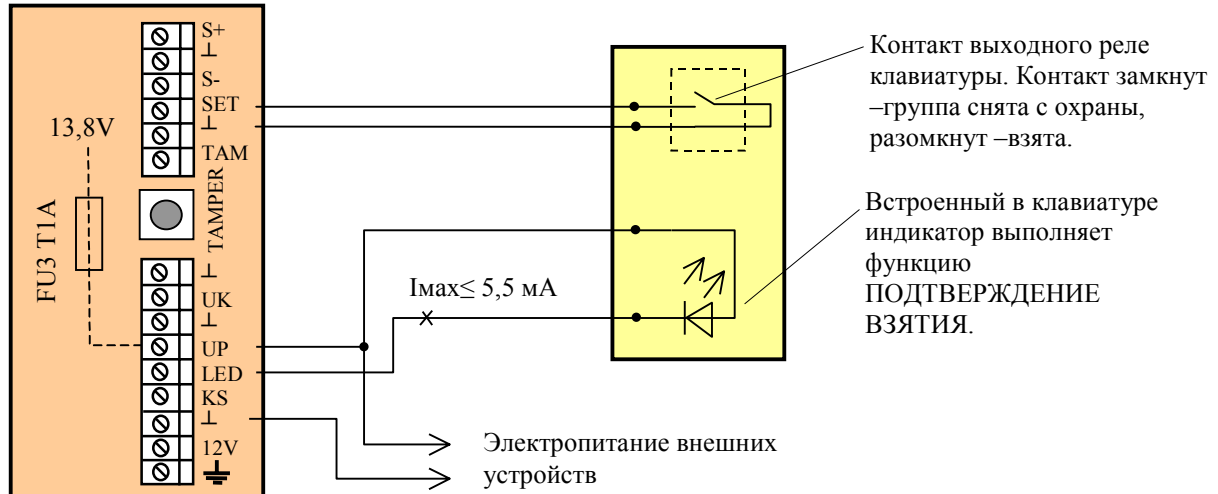 S+
⊥
S-
SET
⊥
TAM
13,8V
TAMPER
FU3 T1A
⊥
UK
⊥
UP
LED
KS
⊥
12V
Iмах≤ 5,5 мА
Контакт выходного реле
клавиатуры. Контакт замкнут
–группа снята с охраны,
разомкнут –взята.
Встроенный в клавиатуре
индикатор выполняет
функцию
ПОДТВЕРЖДЕНИЕ
ВЗЯТИЯ.
Электропитание внешних
устройств